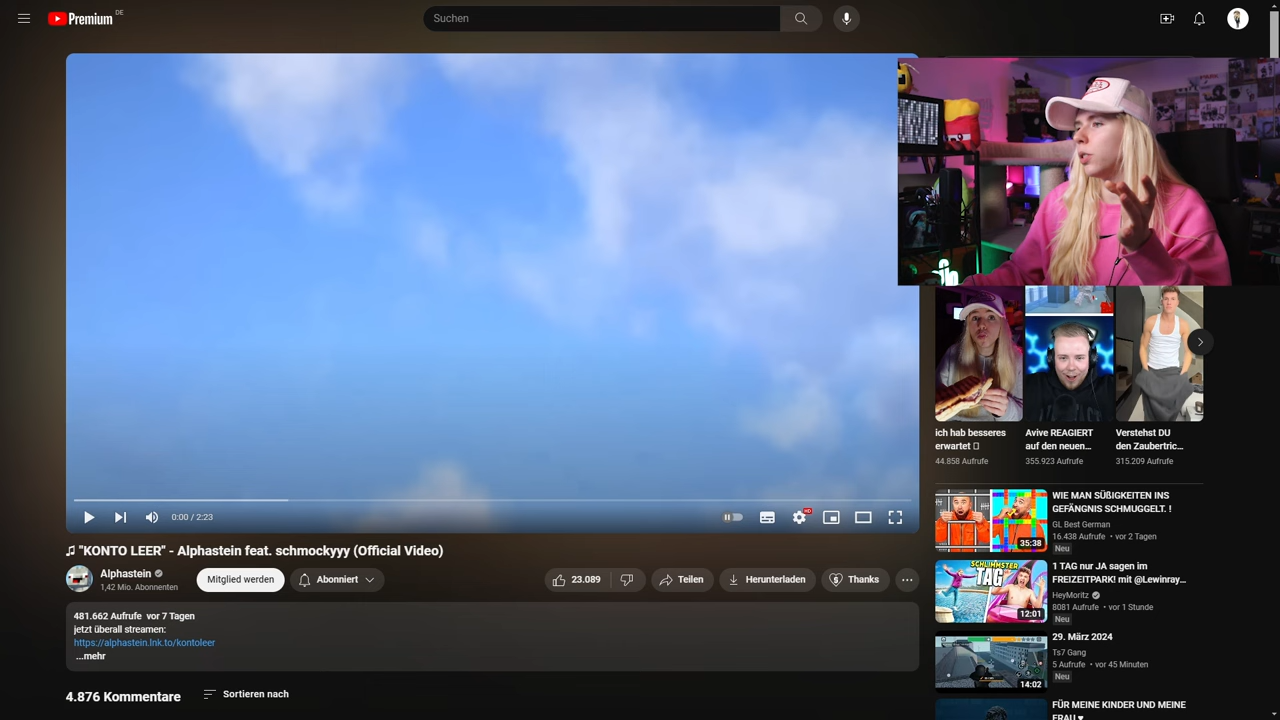 Premium DE
Suchen
0:00 / 2:23
HD
♫ "KONTO LEER" - Alphastein feat. schmockyyy (Official Video)
Alphastein
1,42 Mio. Abonnenten
Mitglied werden
Abonniert
23.089
Teilen
Herunterladen
Thanks
481.662 Aufrufe vor 7 Tagen
jetzt überall streamen:
https://alphastein.lnk.to/kontoleer
...mehr
4.876 Kommentare
Sortieren nach
ich hab besseres
erwartet
44.858 Aufrufe
Avive REAGIERT
auf den neuen...
355.923 Aufrufe
Verstehst DU
den Zaubertric...
315.209 Aufrufe
35:38
WIE MAN SÜßIGKEITEN INS
GEFÄNGNIS SCHMUGGELT. !
GL Best German
16.438 Aufrufe • vor 2 Tagen
Neu
SCHLIMMSTER
TAG
12:01
1 TAG nur JA sagen im
FREIZEITPARK! mit @Lewinray...
HeyMoritz
8081 Aufrufe • vor 1 Stunde
Neu
14:02
29. März 2024
Ts7 Gang
5 Aufrufe • vor 45 Minuten
Neu
FÜR MEINE KINDER UND MEINE
FRAU ♥